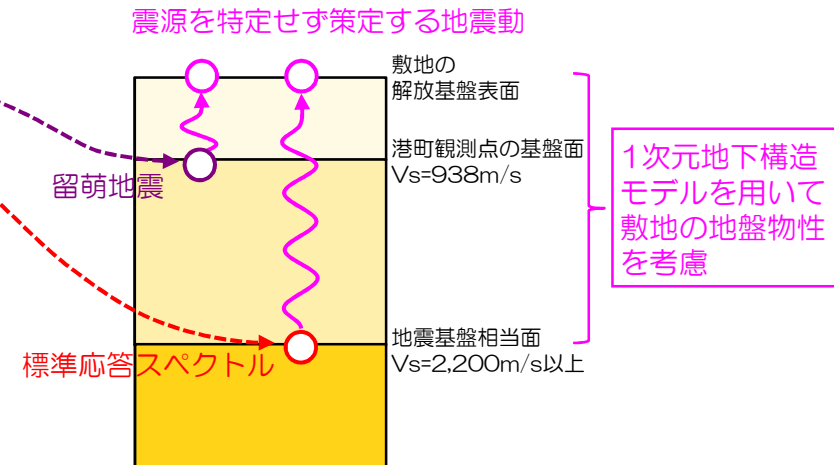 震源を特定せず策定する地震動
敷地の
解放基盤表面
港町観測点の基盤面
Vs=938m/s
留萌地震
1次元地下構造
モデルを用いて
敷地の地盤物性
を考慮
地震基盤相当面
Vs=2,200m/s以上
標準応答スペクトル